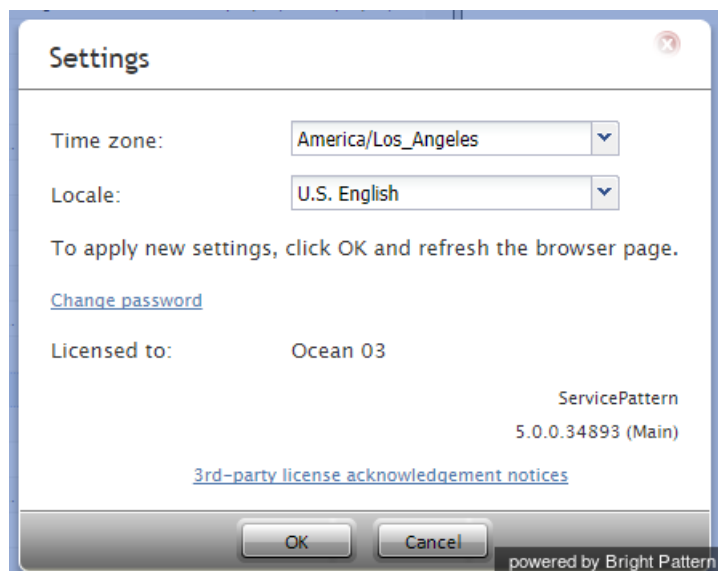 Settings
Time zone: America/Los_Angeles
Locale: U.S. English
To apply new settings, click OK and refresh the browser page.
Change password
Licensed to: Ocean 03
ServicePattern
5.0.0.34893 (Main)
3rd-party license acknowledgement notices
OK Cancel
powered by Bright Pattern